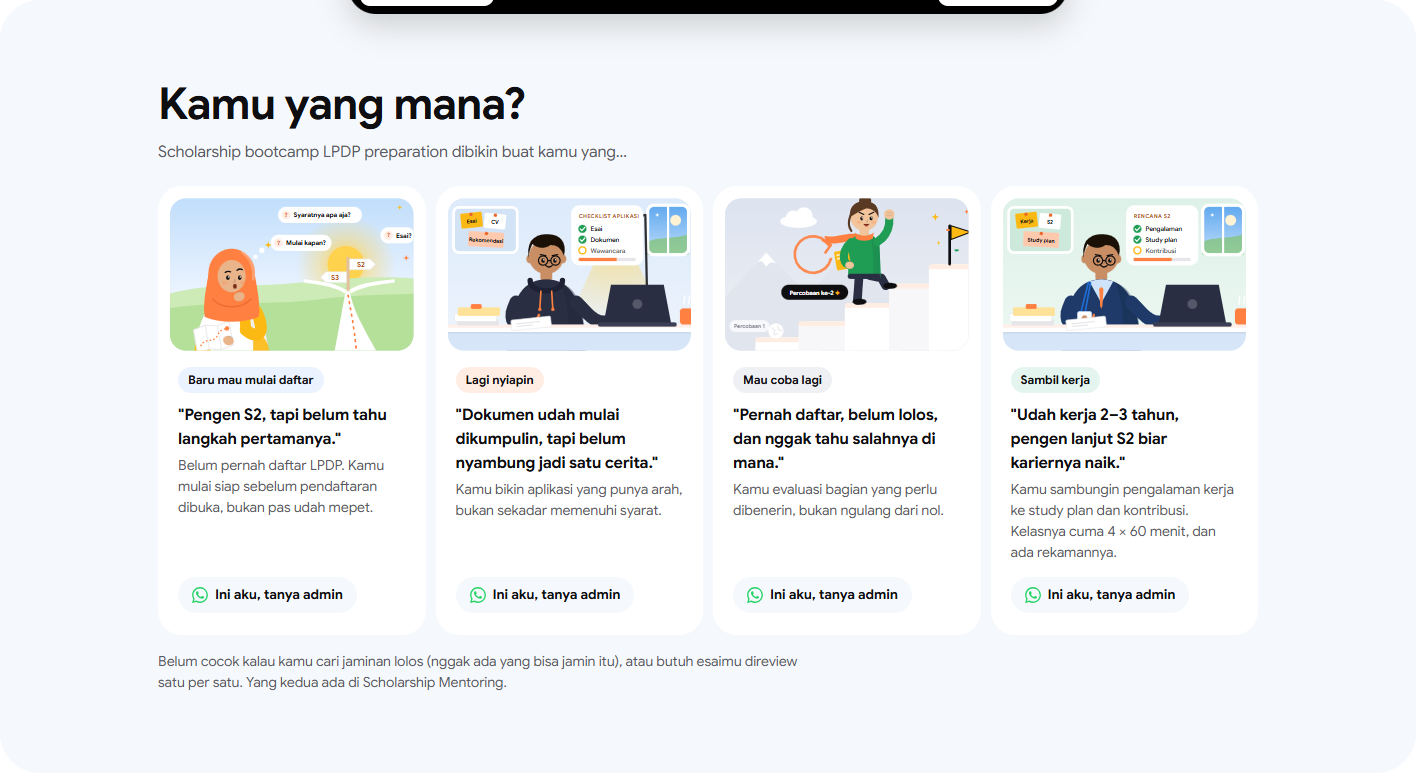 Kamu yang mana?
Scholarship bootcamp LPDP preparation dibikin buat kamu yang...
Syaratnya apa aja?
Mulai kapan?
Esai?
S2
S3
Baru mau mulai daftar
"Pengen S2, tapi belum tahu
langkah pertamanya."
Belum pernah daftar LPDP. Kamu
mulai siap sebelum pendaftaran
dibuka, bukan pas udah mepet.
Ini aku, tanya admin
Esai
CV
Rekomendasi
CHECKLIST APLIKASI
Esai
Dokumen
Wawancara
Lagi nyiapin
"Dokumen udah mulai
dikumpulin, tapi belum
nyambung jadi satu cerita."
Kamu bikin aplikasi yang punya arah,
bukan sekadar memenuhi syarat.
Ini aku, tanya admin
Percobaan ke-2
Percobaan 1
Mau coba lagi
"Pernah daftar, belum lolos,
dan nggak tahu salahnya di
mana."
Kamu evaluasi bagian yang perlu
dibenerin, bukan ngulang dari nol.
Ini aku, tanya admin
Kerja
S2
Study plan
RENCANA S2
Pengalaman
Study plan
Kontribusi
Sambil kerja
"Udah kerja 2–3 tahun,
pengen lanjut S2 biar
kariernya naik."
Kamu sambungin pengalaman kerja
ke study plan dan kontribusi.
Kelasnya cuma 4 × 60 menit, dan
ada rekamannya.
Ini aku, tanya admin
Belum cocok kalau kamu cari jaminan lolos (nggak ada yang bisa jamin itu), atau butuh esaimu direview
satu per satu. Yang kedua ada di Scholarship Mentoring.